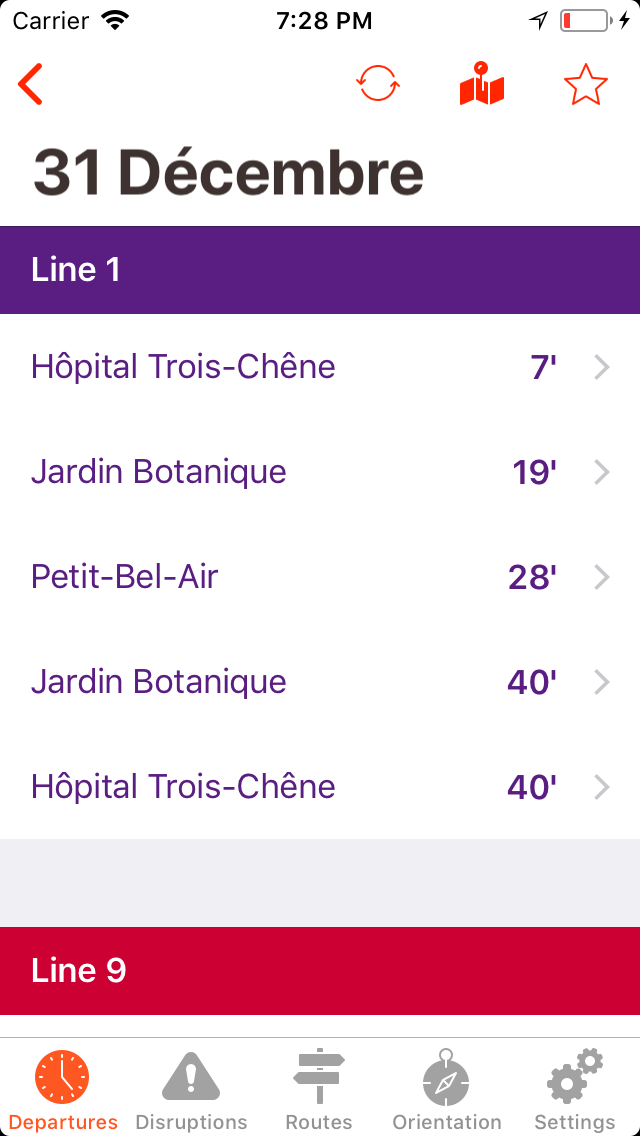 Carrier 7:28 PM
31 Décembre
Line 1
Hôpital Trois-Chêne 7'
Jardin Botanique 19'
Petit-Bel-Air 28'
Jardin Botanique 40'
Hôpital Trois-Chêne 40'
Line 9
Departures Disruptions Routes Orientation Settings